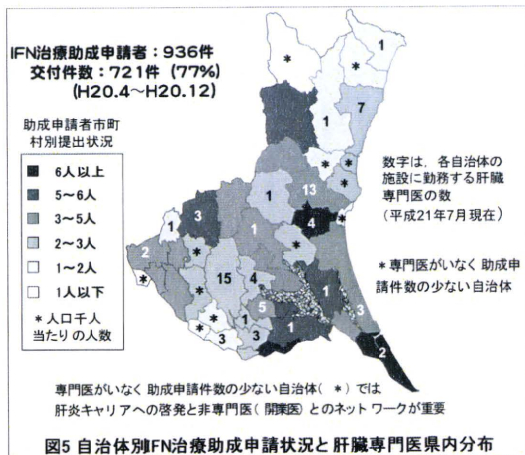 IFN治療助成申請者：936件
交付件数：721件 (77%)
(H20.4～H20.12)
助成申請者市町
村別提出状況
6人以上
5～6人
3～5人
2～3人
1～2人
1人以下
＊人口千人
当たりの人数
数字は、各自治体の
施設に勤務する肝臓
専門医の数
(平成21年7月現在)
＊専門医がいなく助成申
請件数の少ない自治体
1
＊
＊
1
7
＊
＊
13
＊
1
4
＊
3
1
1
＊
2
＊
＊
15
4
＊
1
＊
＊
5
3
＊
1
1
＊
3
3
2
専門医がいなく助成申請件数の少ない自治体(＊)では
肝炎キャリアへの啓発と非専門医(開業医)とのネットワークが重要
図5 自治体別IFN治療助成申請状況と肝臓専門医県内分布